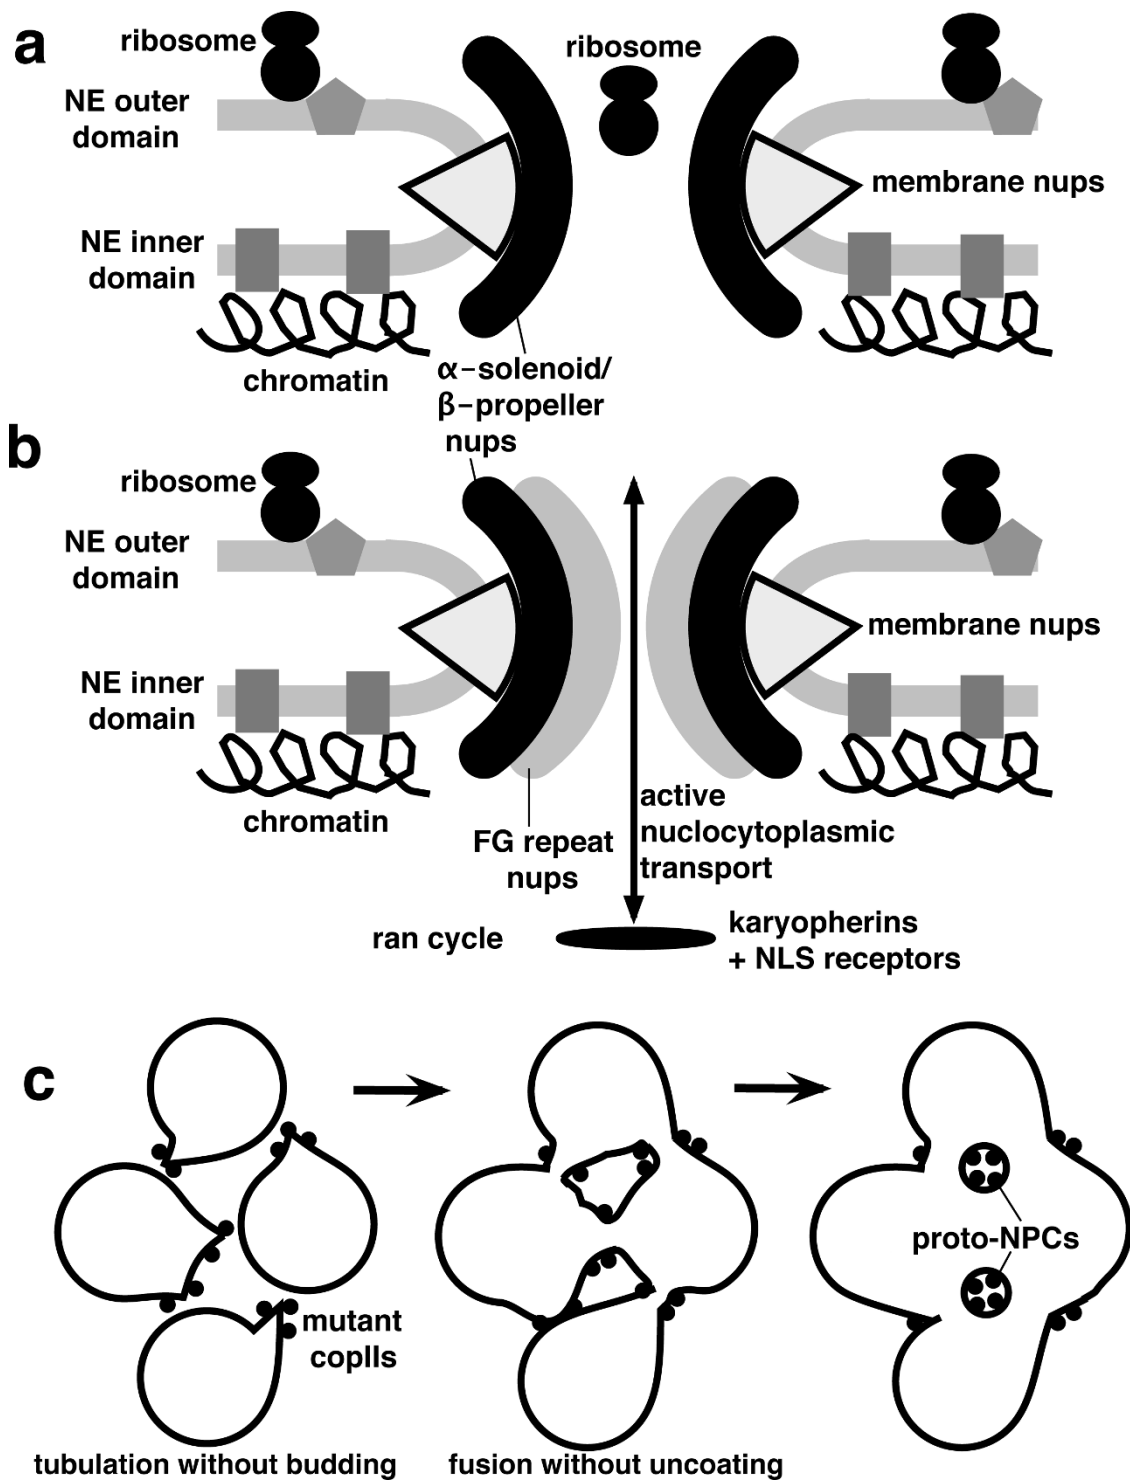 a
ribosome
ribosome
NE outer
domain
membrane nups
NE inner
domain
chromatin
α-solenoid/
β-propeller
nups
b
ribosome
NE outer
domain
membrane nups
NE inner
domain
chromatin
FG repeat
nups
active
nuclocytoplasmic
transport
ran cycle
karyopherins
+ NLS receptors
c
mutant
copIIs
proto-NPCs
tubulation without budding
fusion without uncoating